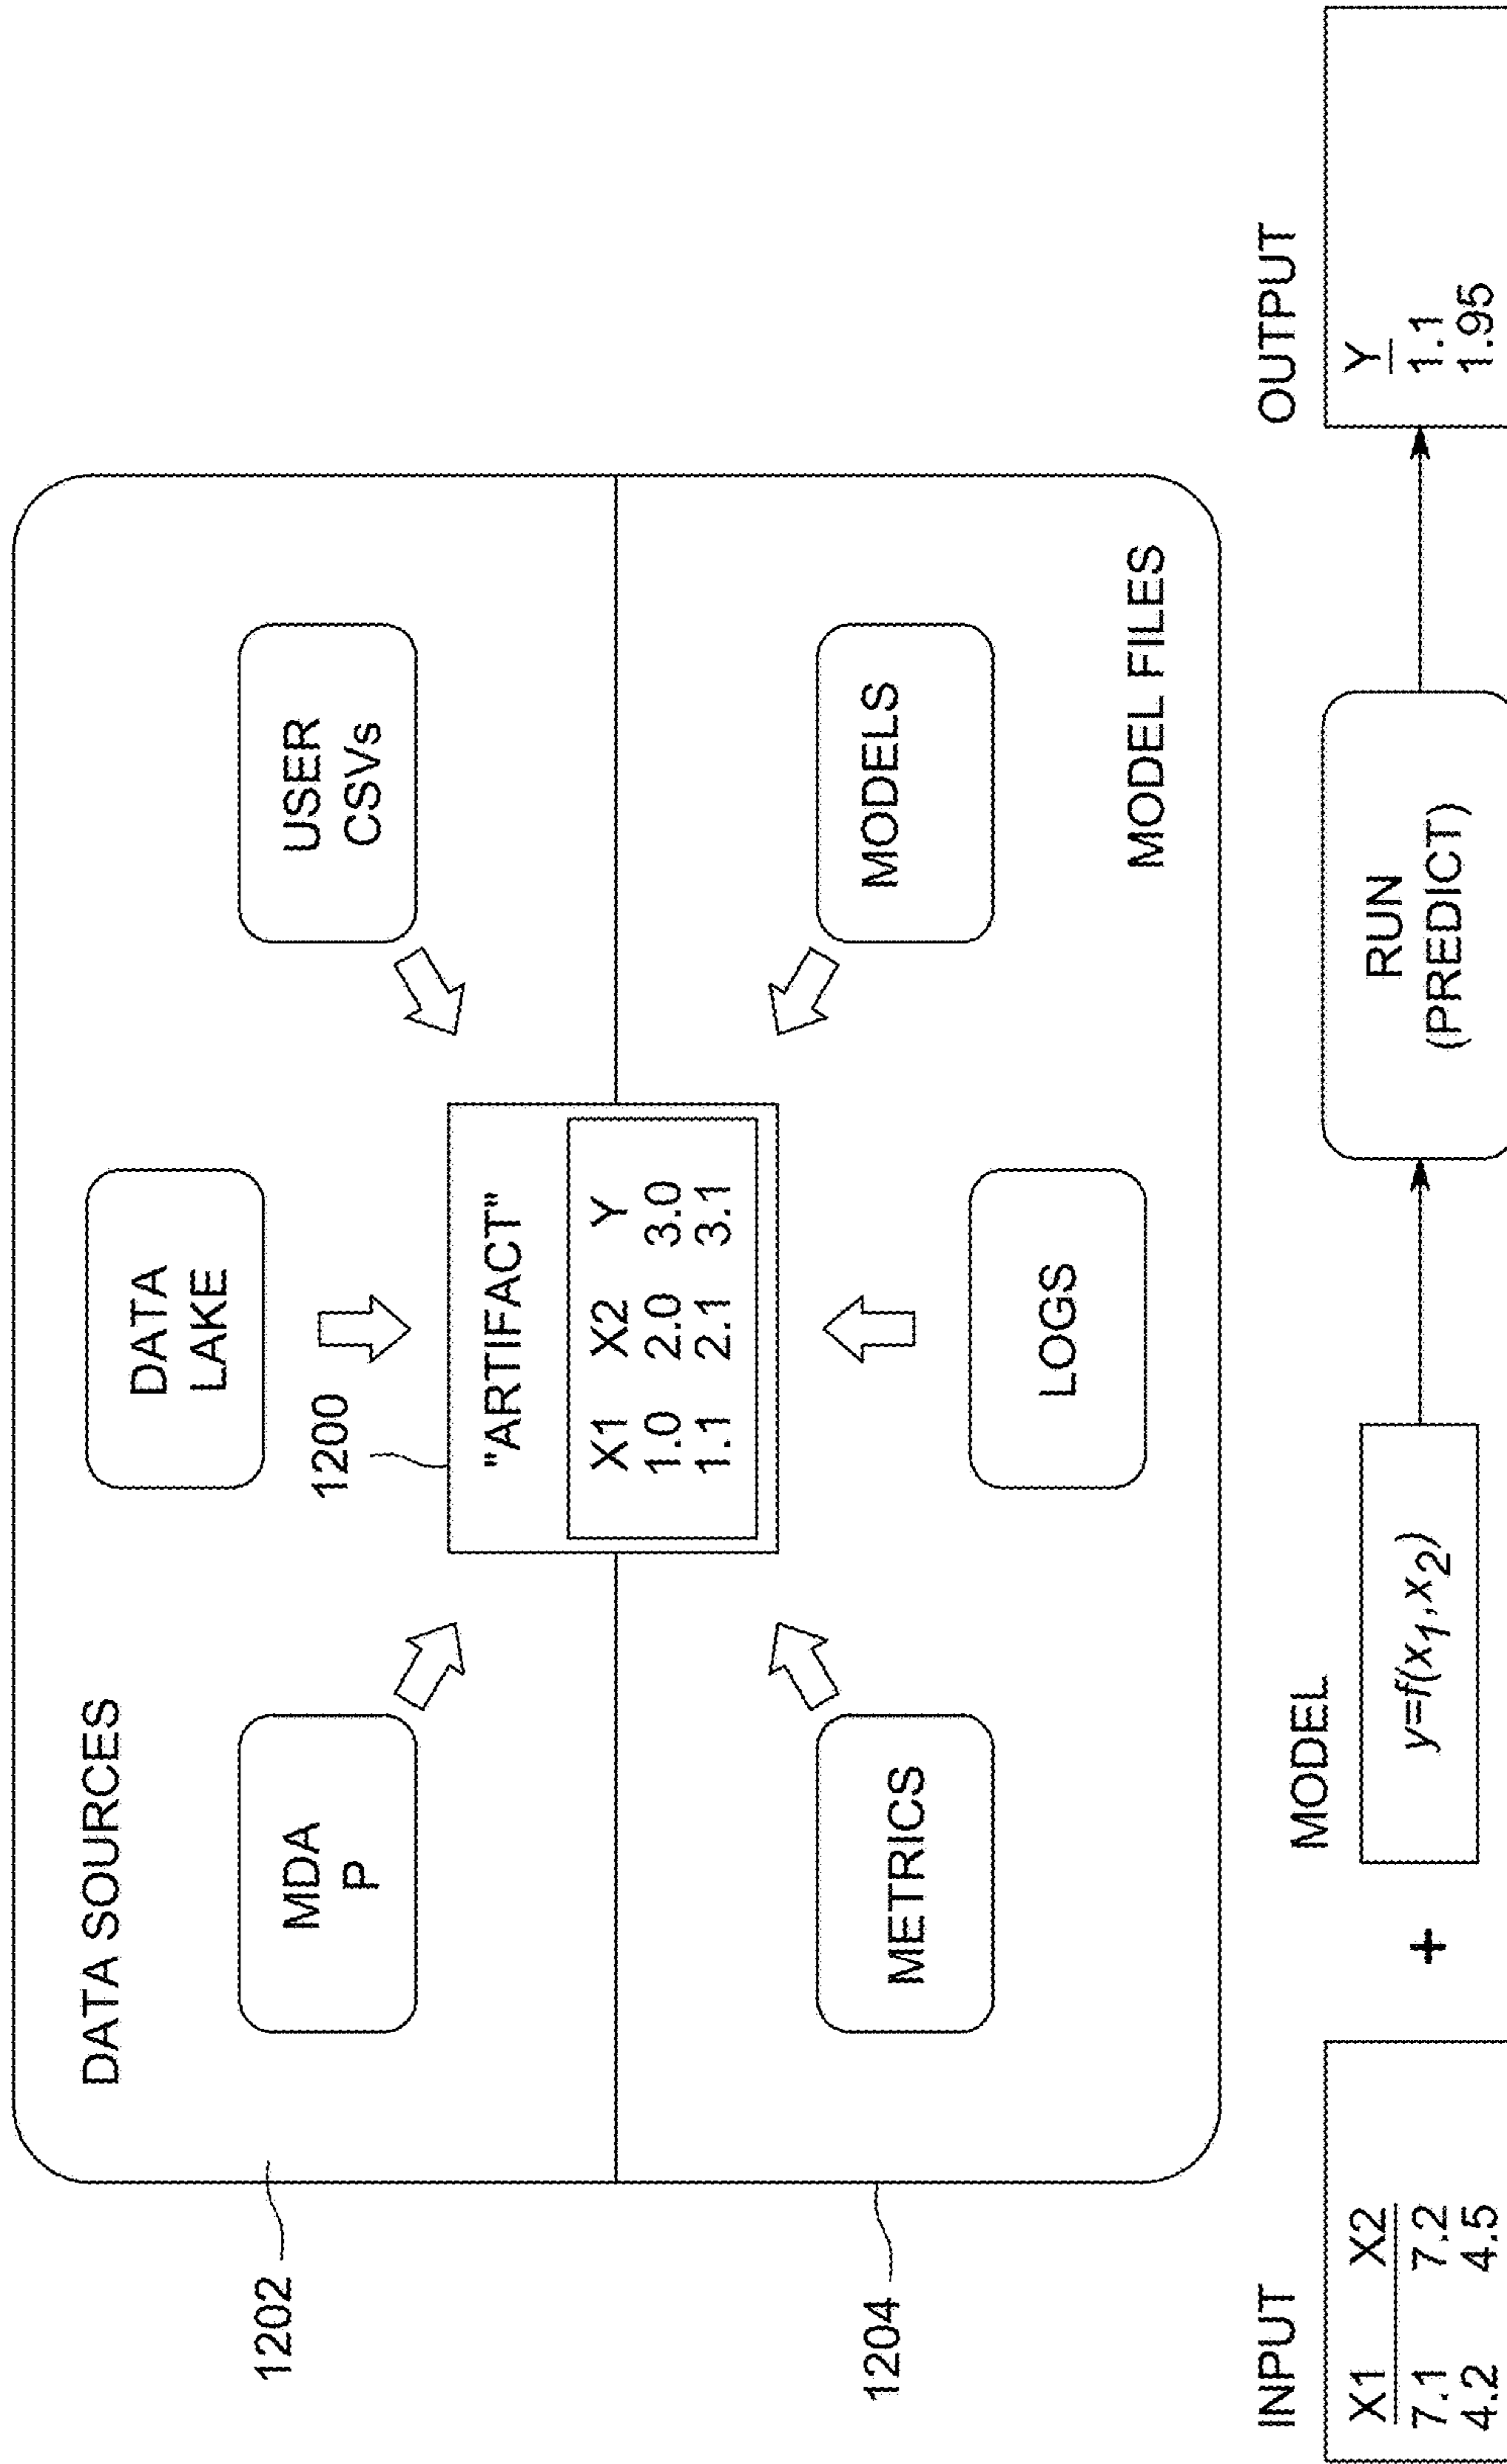 DATA SOURCES
1202
MDA
P
DATA
LAKE
USER
CSVs
1200
"ARTIFACT"
X1 X2 Y
1.0 2.0 3.0
1.1 2.1 3.1
1204
METRICS
LOGS
MODELS
MODEL FILES
INPUT
X1 X2
7.1 7.2
4.2 4.5
+
MODEL
y=f(x1,x2)
RUN
(PREDICT)
OUTPUT
Y
1.1
1.95